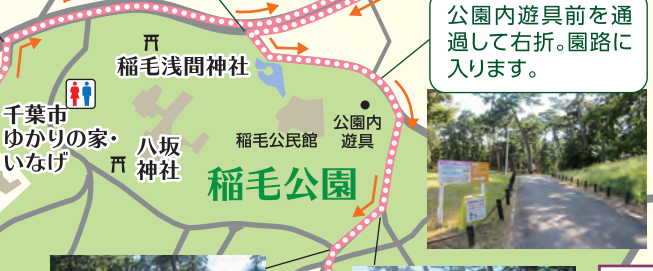 公園内遊具前を通
過して右折。園路に
入ります。
稲毛浅間神社
千葉市
ゆかりの家・
いなげ
八坂
神社
稲毛公民館
公園内
遊具
稲毛公園